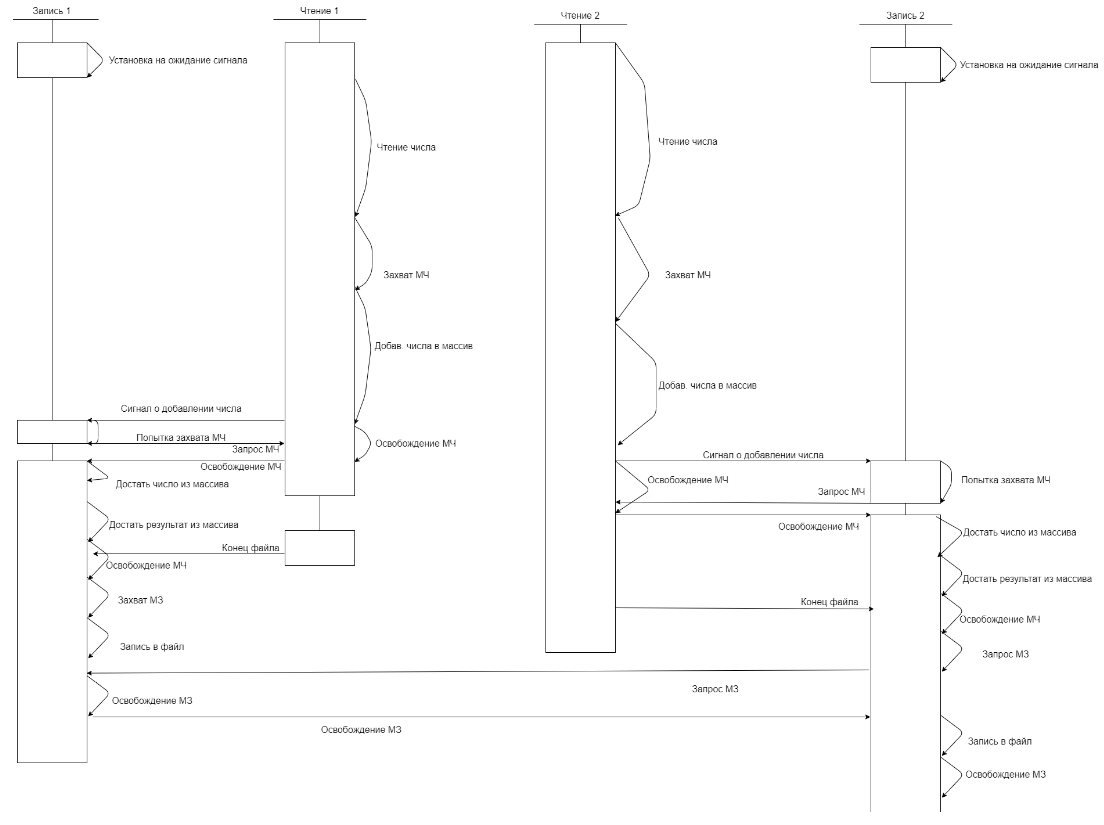 Запись 1
Чтение 1
Чтение 2
Запись 2
Установка на ожидание сигнала
Установка на ожидание сигнала
Чтение числа
Чтение числа
Захват МЧ
Захват МЧ
Добав. числа в массив
Добав. числа в массив
Сигнал о добавлении числа
Попытка захвата МЧ
Освобождение МЧ
Запрос МЧ
Сигнал о добавлении числа
Освобождение МЧ
Достать число из массива
Освобождение МЧ
Попытка захвата МЧ
Запрос МЧ
Достать результат из массива
Освобождение МЧ
Достать число из массива
Конец файла
Освобождение МЧ
Достать результат из массива
Захват МЗ
Конец файла
Освобождение МЧ
Запись в файл
Запрос МЗ
Запрос МЗ
Освобождение МЗ
Освобождение МЗ
Запись в файл
Освобождение МЗ